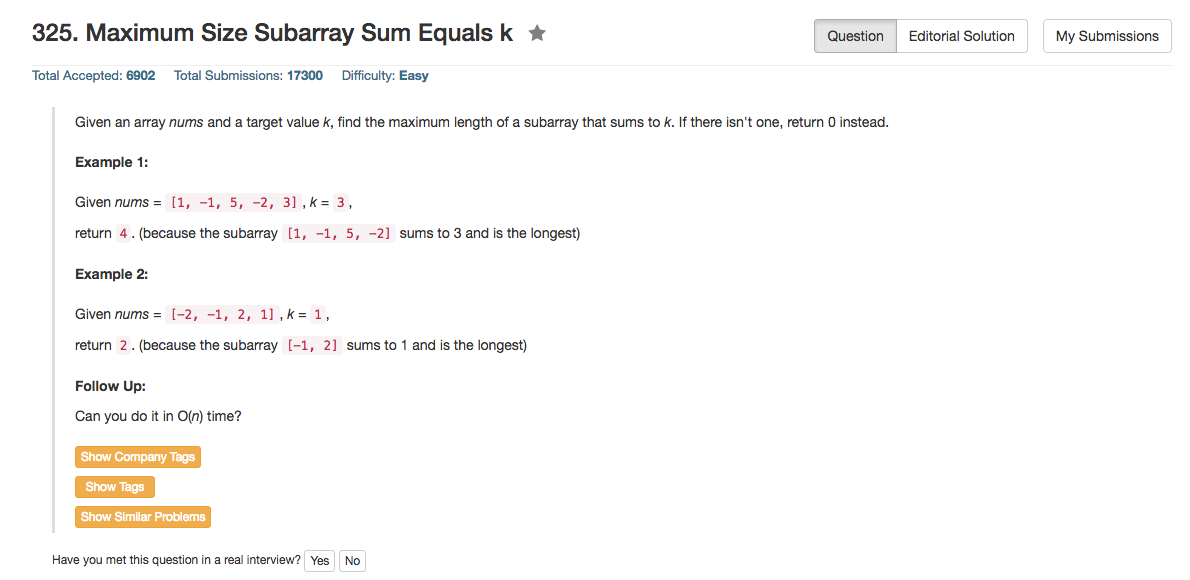 325. Maximum Size Subarray Sum Equals k ★
Question Editorial Solution My Submissions
Total Accepted: 6902 Total Submissions: 17300 Difficulty: Easy
Given an array nums and a target value k, find the maximum length of a subarray that sums to k. If there isn't one, return 0 instead.
Example 1:
Given nums = [1, -1, 5, -2, 3], k = 3,
return 4. (because the subarray [1, -1, 5, -2] sums to 3 and is the longest)
Example 2:
Given nums = [-2, -1, 2, 1], k = 1,
return 2. (because the subarray [-1, 2] sums to 1 and is the longest)
Follow Up:
Can you do it in O(n) time?
Show Company Tags
Show Tags
Show Similar Problems
Have you met this question in a real interview? Yes No